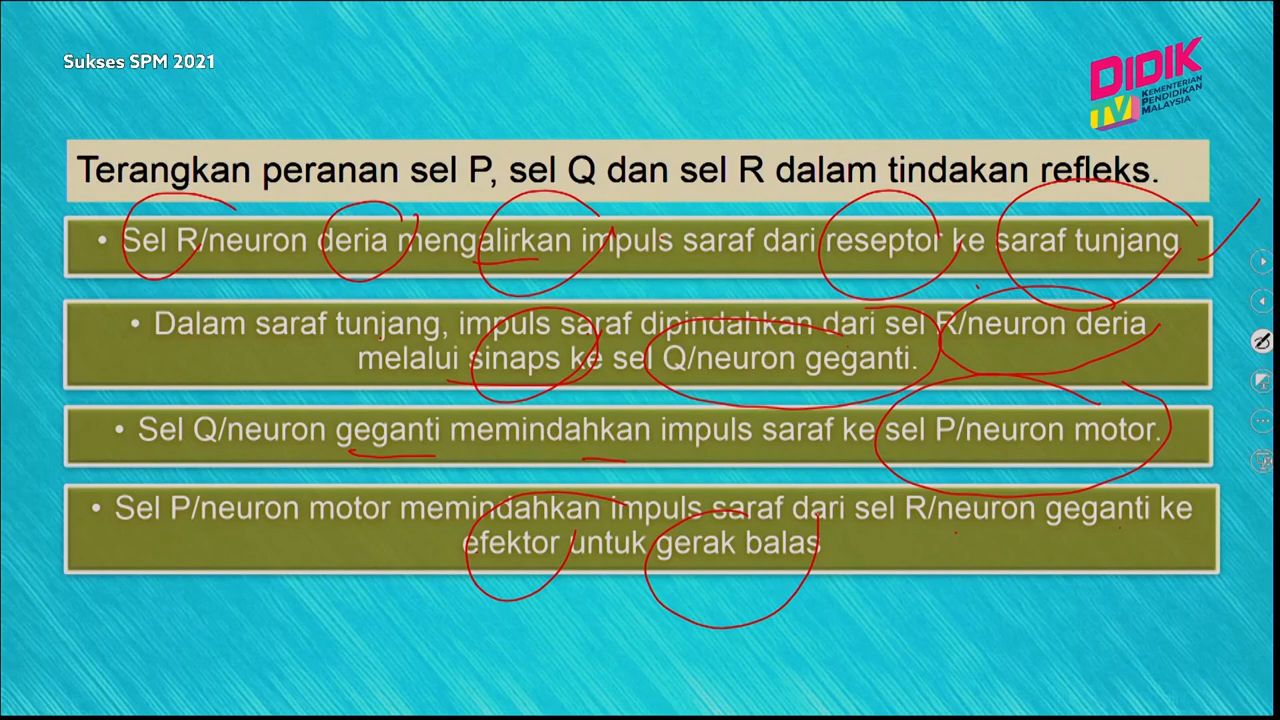 Sukses SPM 2021
DIDIK
TV
KEMENTERIAN
PENDIDIKAN
MALAYSIA
Terangkan peranan sel P, sel Q dan sel R dalam tindakan refleks.
• Sel R/neuron deria mengalirkan impuls saraf dari reseptor ke saraf tunjang
• Dalam saraf tunjang, impuls saraf dipindahkan dari sel R/neuron deria
melalui sinaps ke sel Q/neuron geganti.
• Sel Q/neuron geganti memindahkan impuls saraf ke sel P/neuron motor.
• Sel P/neuron motor memindahkan impuls saraf dari sel R/neuron geganti ke
efektor untuk gerak balas